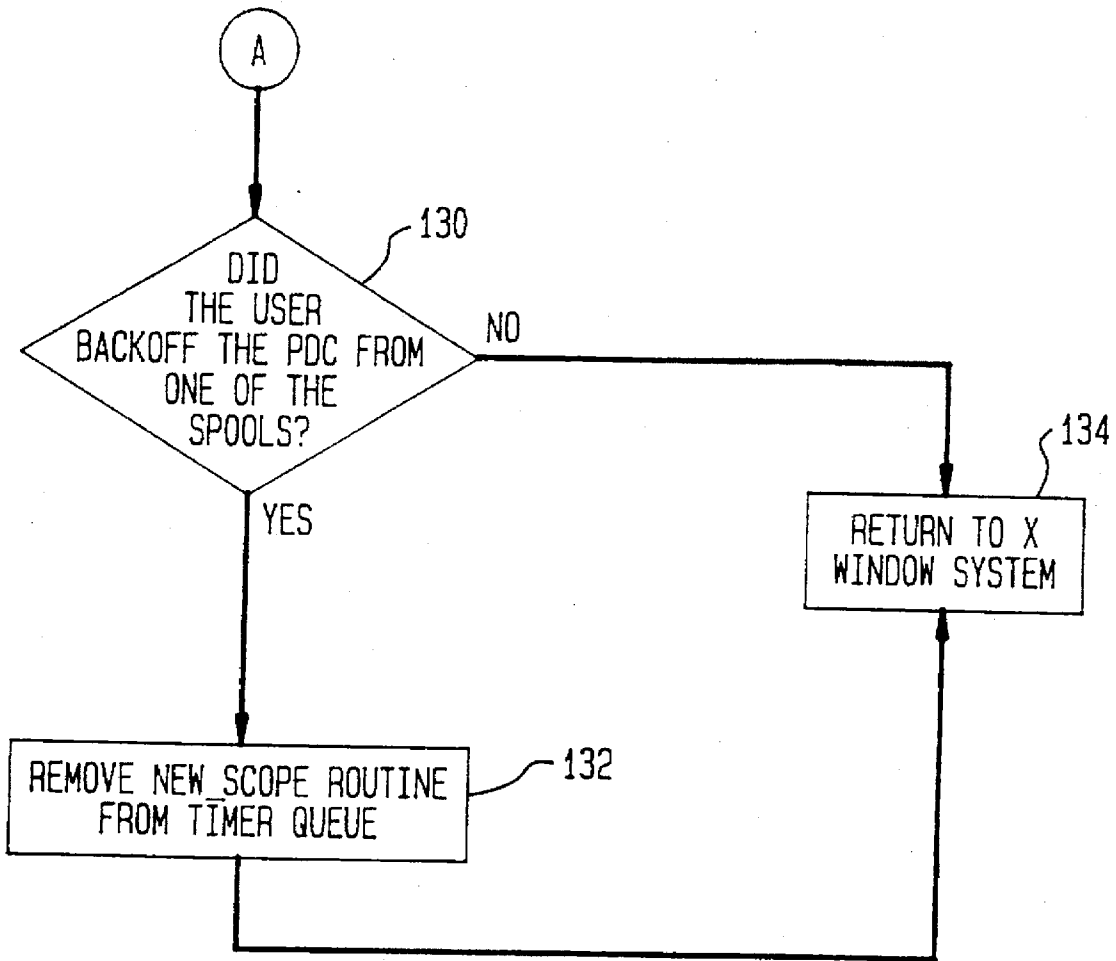 A
130
DID
THE USER
BACKOFF THE PDC FROM
ONE OF THE
SPOOLS?
NO
YES
134
RETURN TO X
WINDOW SYSTEM
132
REMOVE NEW_SCOPE ROUTINE
FROM TIMER QUEUE